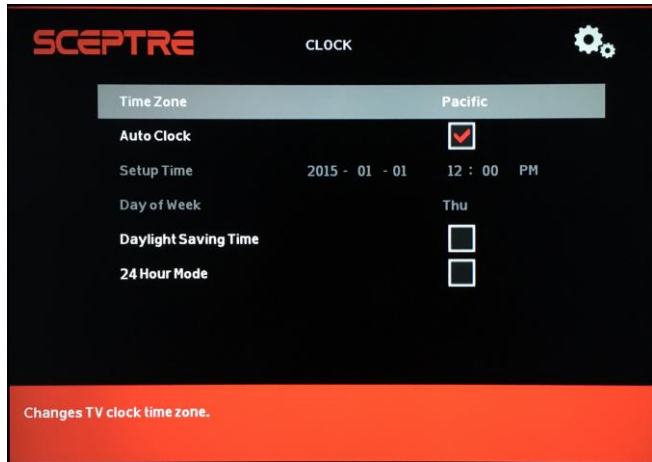 SCEPTRE CLOCK
Time Zone Pacific
Auto Clock
Setup Time 2015 - 01 - 01 12 : 00 PM
Day of Week Thu
Daylight Saving Time
24 Hour Mode
Changes TV clock time zone.